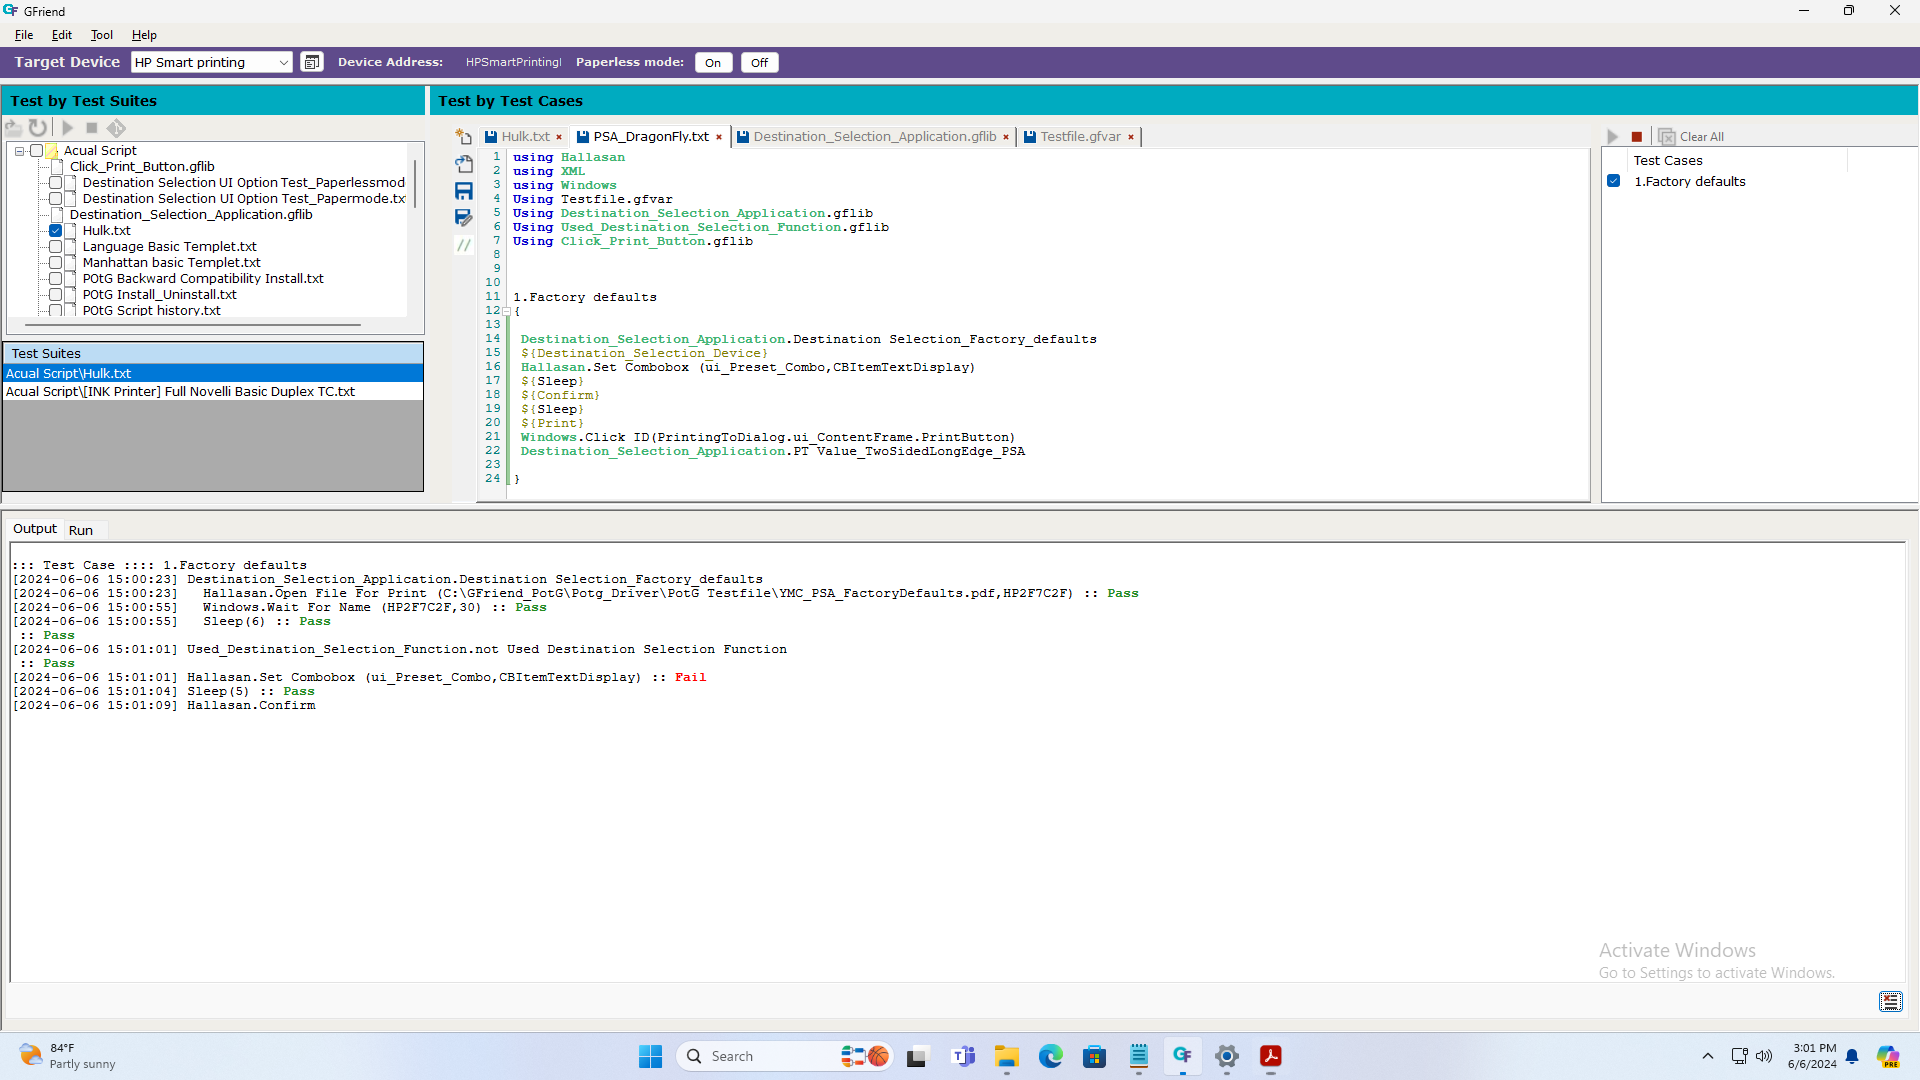 GFriend
File Edit Tool Help
Target Device HP Smart printing Device Address: HPSmartPrintingl Paperless mode: On Off
Test by Test Suites
Test by Test Cases
Acual Script
Click_Print_Button.gflib
Destination Selection UI Option Test_Paperlessmod
Destination Selection UI Option Test_Papermode.tx
Destination_Selection_Application.gflib
Hulk.txt
Language Basic Templet.txt
Manhattan basic Templet.txt
POtG Backward Compatibility Install.txt
POtG Install_Uninstall.txt
POtG Script history.txt
Test Suites
Acual Script\Hulk.txt
Acual Script\[INK Printer] Full Novelli Basic Duplex TC.txt
Hulk.txt × PSA_DragonFly.txt × Destination_Selection_Application.gflib × Testfile.gfvar ×
//
1 using Hallasan
2 using XML
3 using Windows
4 Using Testfile.gfvar
5 Using Destination_Selection_Application.gflib
6 Using Used_Destination_Selection_Function.gflib
7 Using Click_Print_Button.gflib
8
9
10
11 1.Factory defaults
12 {
13
14 Destination_Selection_Application.Destination Selection_Factory_defaults
15 ${Destination_Selection_Device}
16 Hallasan.Set Combobox (ui_Preset_Combo,CBItemTextDisplay)
17 ${Sleep}
18 ${Confirm}
19 ${Sleep}
20 ${Print}
21 Windows.Click ID(PrintingToDialog.ui_ContentFrame.PrintButton)
22 Destination_Selection_Application.PT Value_TwoSidedLongEdge_PSA
23
24 }
Clear All
Test Cases
1.Factory defaults
Output Run
::: Test Case :::: 1.Factory defaults
[2024-06-06 15:00:23] Destination_Selection_Application.Destination Selection_Factory_defaults
[2024-06-06 15:00:23] Hallasan.Open File For Print (C:\GFriend_PotG\Potg_Driver\PotG Testfile\YMC_PSA_FactoryDefaults.pdf,HP2F7C2F) :: Pass
[2024-06-06 15:00:55] Windows.Wait For Name (HP2F7C2F,30) :: Pass
[2024-06-06 15:00:55] Sleep(6) :: Pass
:: Pass
[2024-06-06 15:01:01] Used_Destination_Selection_Function.not Used Destination Selection Function
:: Pass
[2024-06-06 15:01:01] Hallasan.Set Combobox (ui_Preset_Combo,CBItemTextDisplay) :: Fail
[2024-06-06 15:01:04] Sleep(5) :: Pass
[2024-06-06 15:01:09] Hallasan.Confirm
Activate Windows
Go to Settings to activate Windows.
84°F
Partly sunny
Search
3:01 PM
6/6/2024
PRE